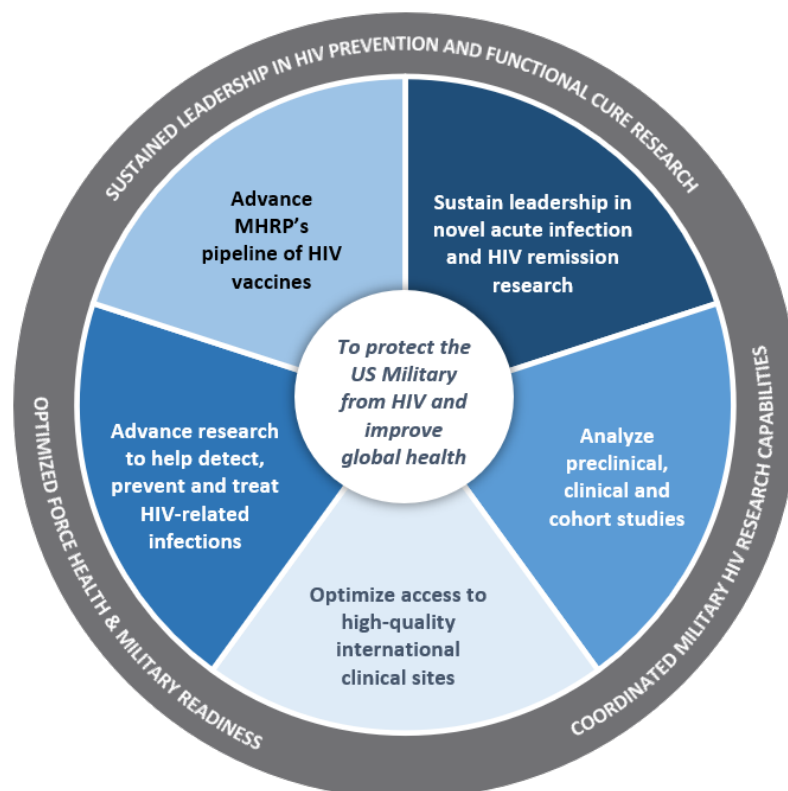 SUSTAINED LEADERSHIP IN HIV PREVENTION AND FUNCTIONAL CURE RESEARCH
Advance
MHRP's
pipeline of HIV
vaccines
Sustain leadership in
novel acute infection
and HIV remission
research
To protect the
US Military
from HIV and
improve
global health
Advance research
to help detect,
prevent and treat
HIV-related
infections
Analyze
preclinical,
clinical and
cohort studies
Optimize access to
high-quality
international
clinical sites
OPTIMIZED FORCE HEALTH & MILITARY READINESS
COORDINATED MILITARY HIV RESEARCH CAPABILITIES